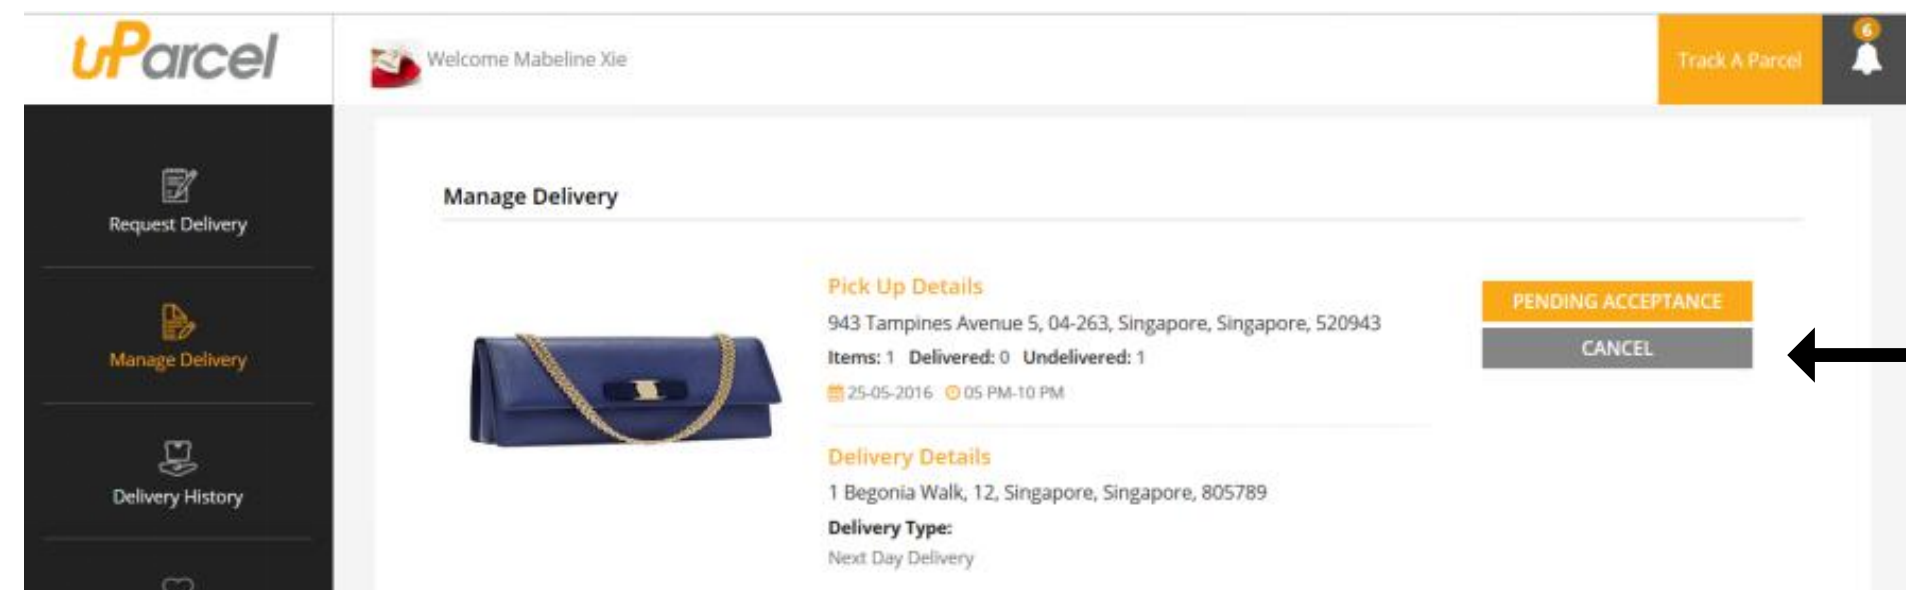 uParcel
Welcome Mabeline Xie
Track A Parcel
6
Request Delivery
Manage Delivery
Delivery History
Manage Delivery
Pick Up Details
943 Tampines Avenue 5, 04-263, Singapore, Singapore, 520943
Items: 1 Delivered: 0 Undelivered: 1
25-05-2016 05 PM-10 PM
Delivery Details
1 Begonia Walk, 12, Singapore, Singapore, 805789
Delivery Type:
Next Day Delivery
PENDING ACCEPTANCE
CANCEL